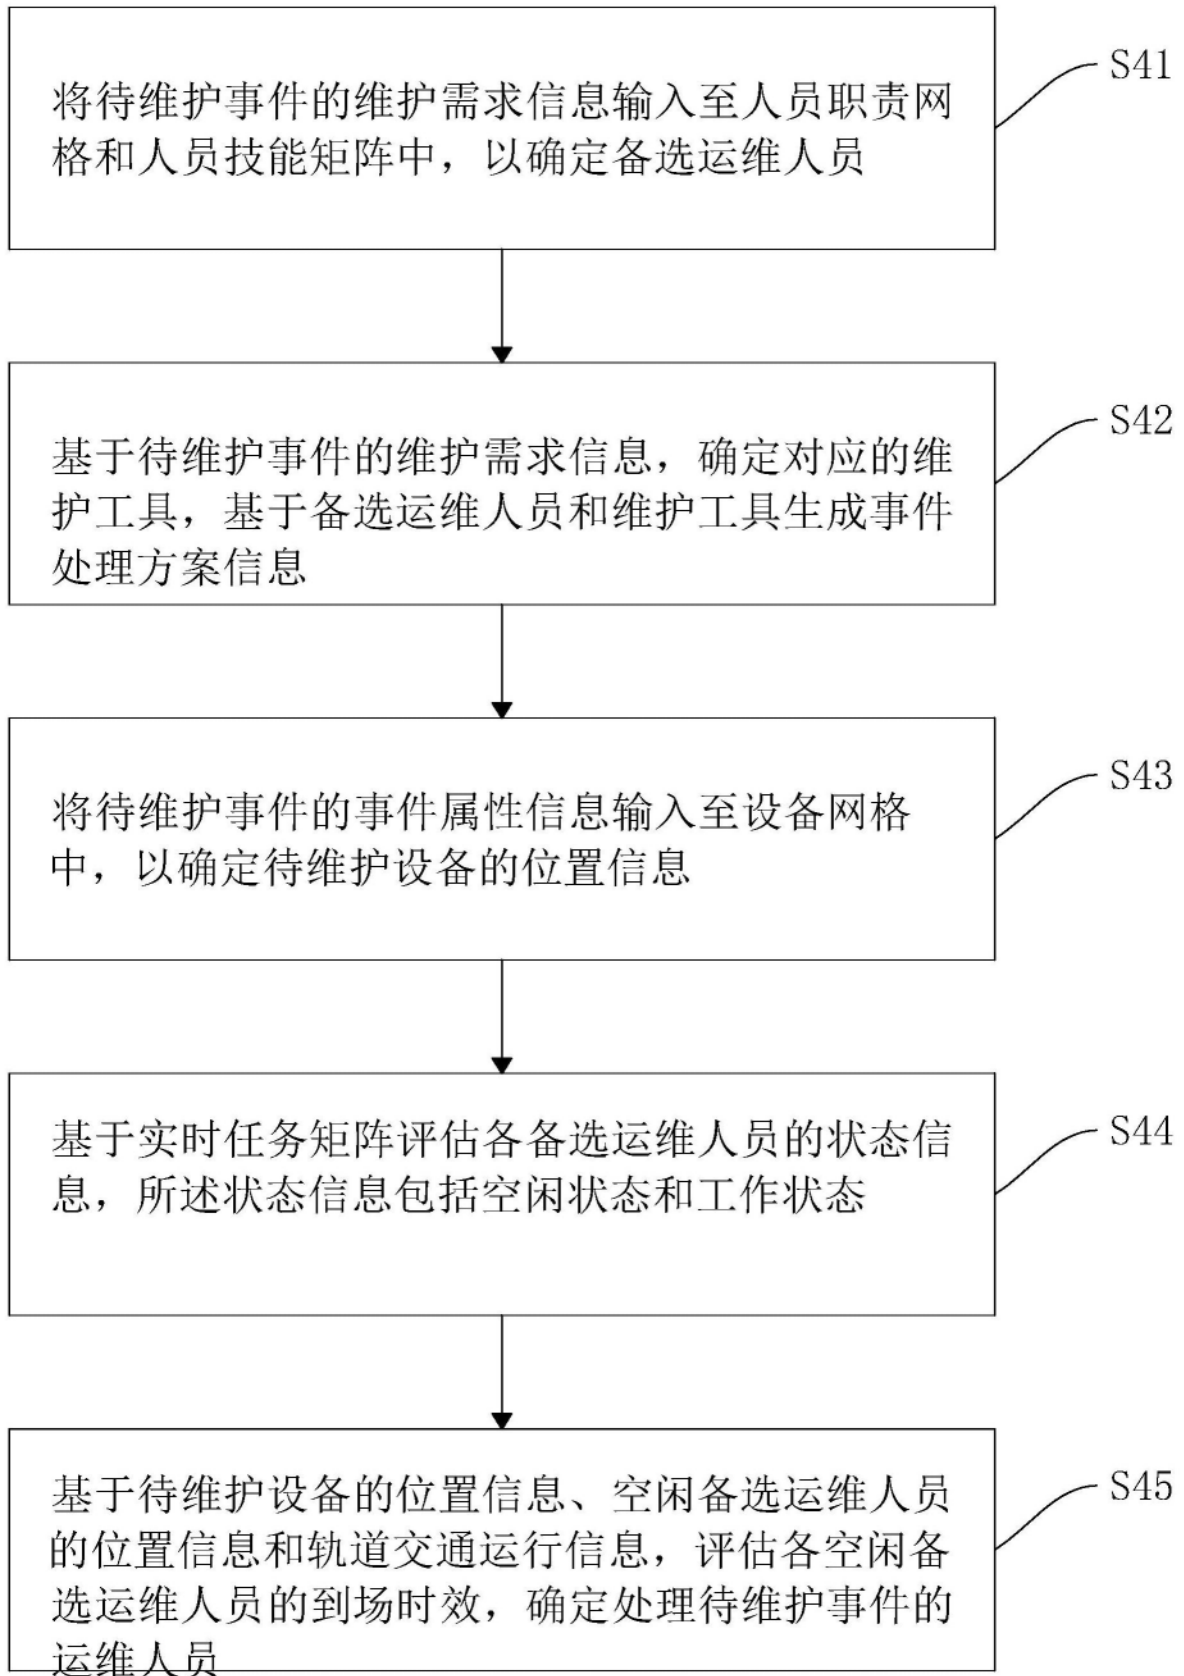 将待维护事件的维护需求信息输入至人员职责网
格和人员技能矩阵中，以确定备选运维人员
S41
基于待维护事件的维护需求信息，确定对应的维
护工具，基于备选运维人员和维护工具生成事件
处理方案信息
S42
将待维护事件的事件属性信息输入至设备网格
中，以确定待维护设备的位置信息
S43
基于实时任务矩阵评估各备选运维人员的状态信
息，所述状态信息包括空闲状态和工作状态
S44
基于待维护设备的位置信息、空闲备选运维人员
的位置信息和轨道交通运行信息，评估各空闲备
选运维人员的到场时效，确定处理待维护事件的
运维人员
S45